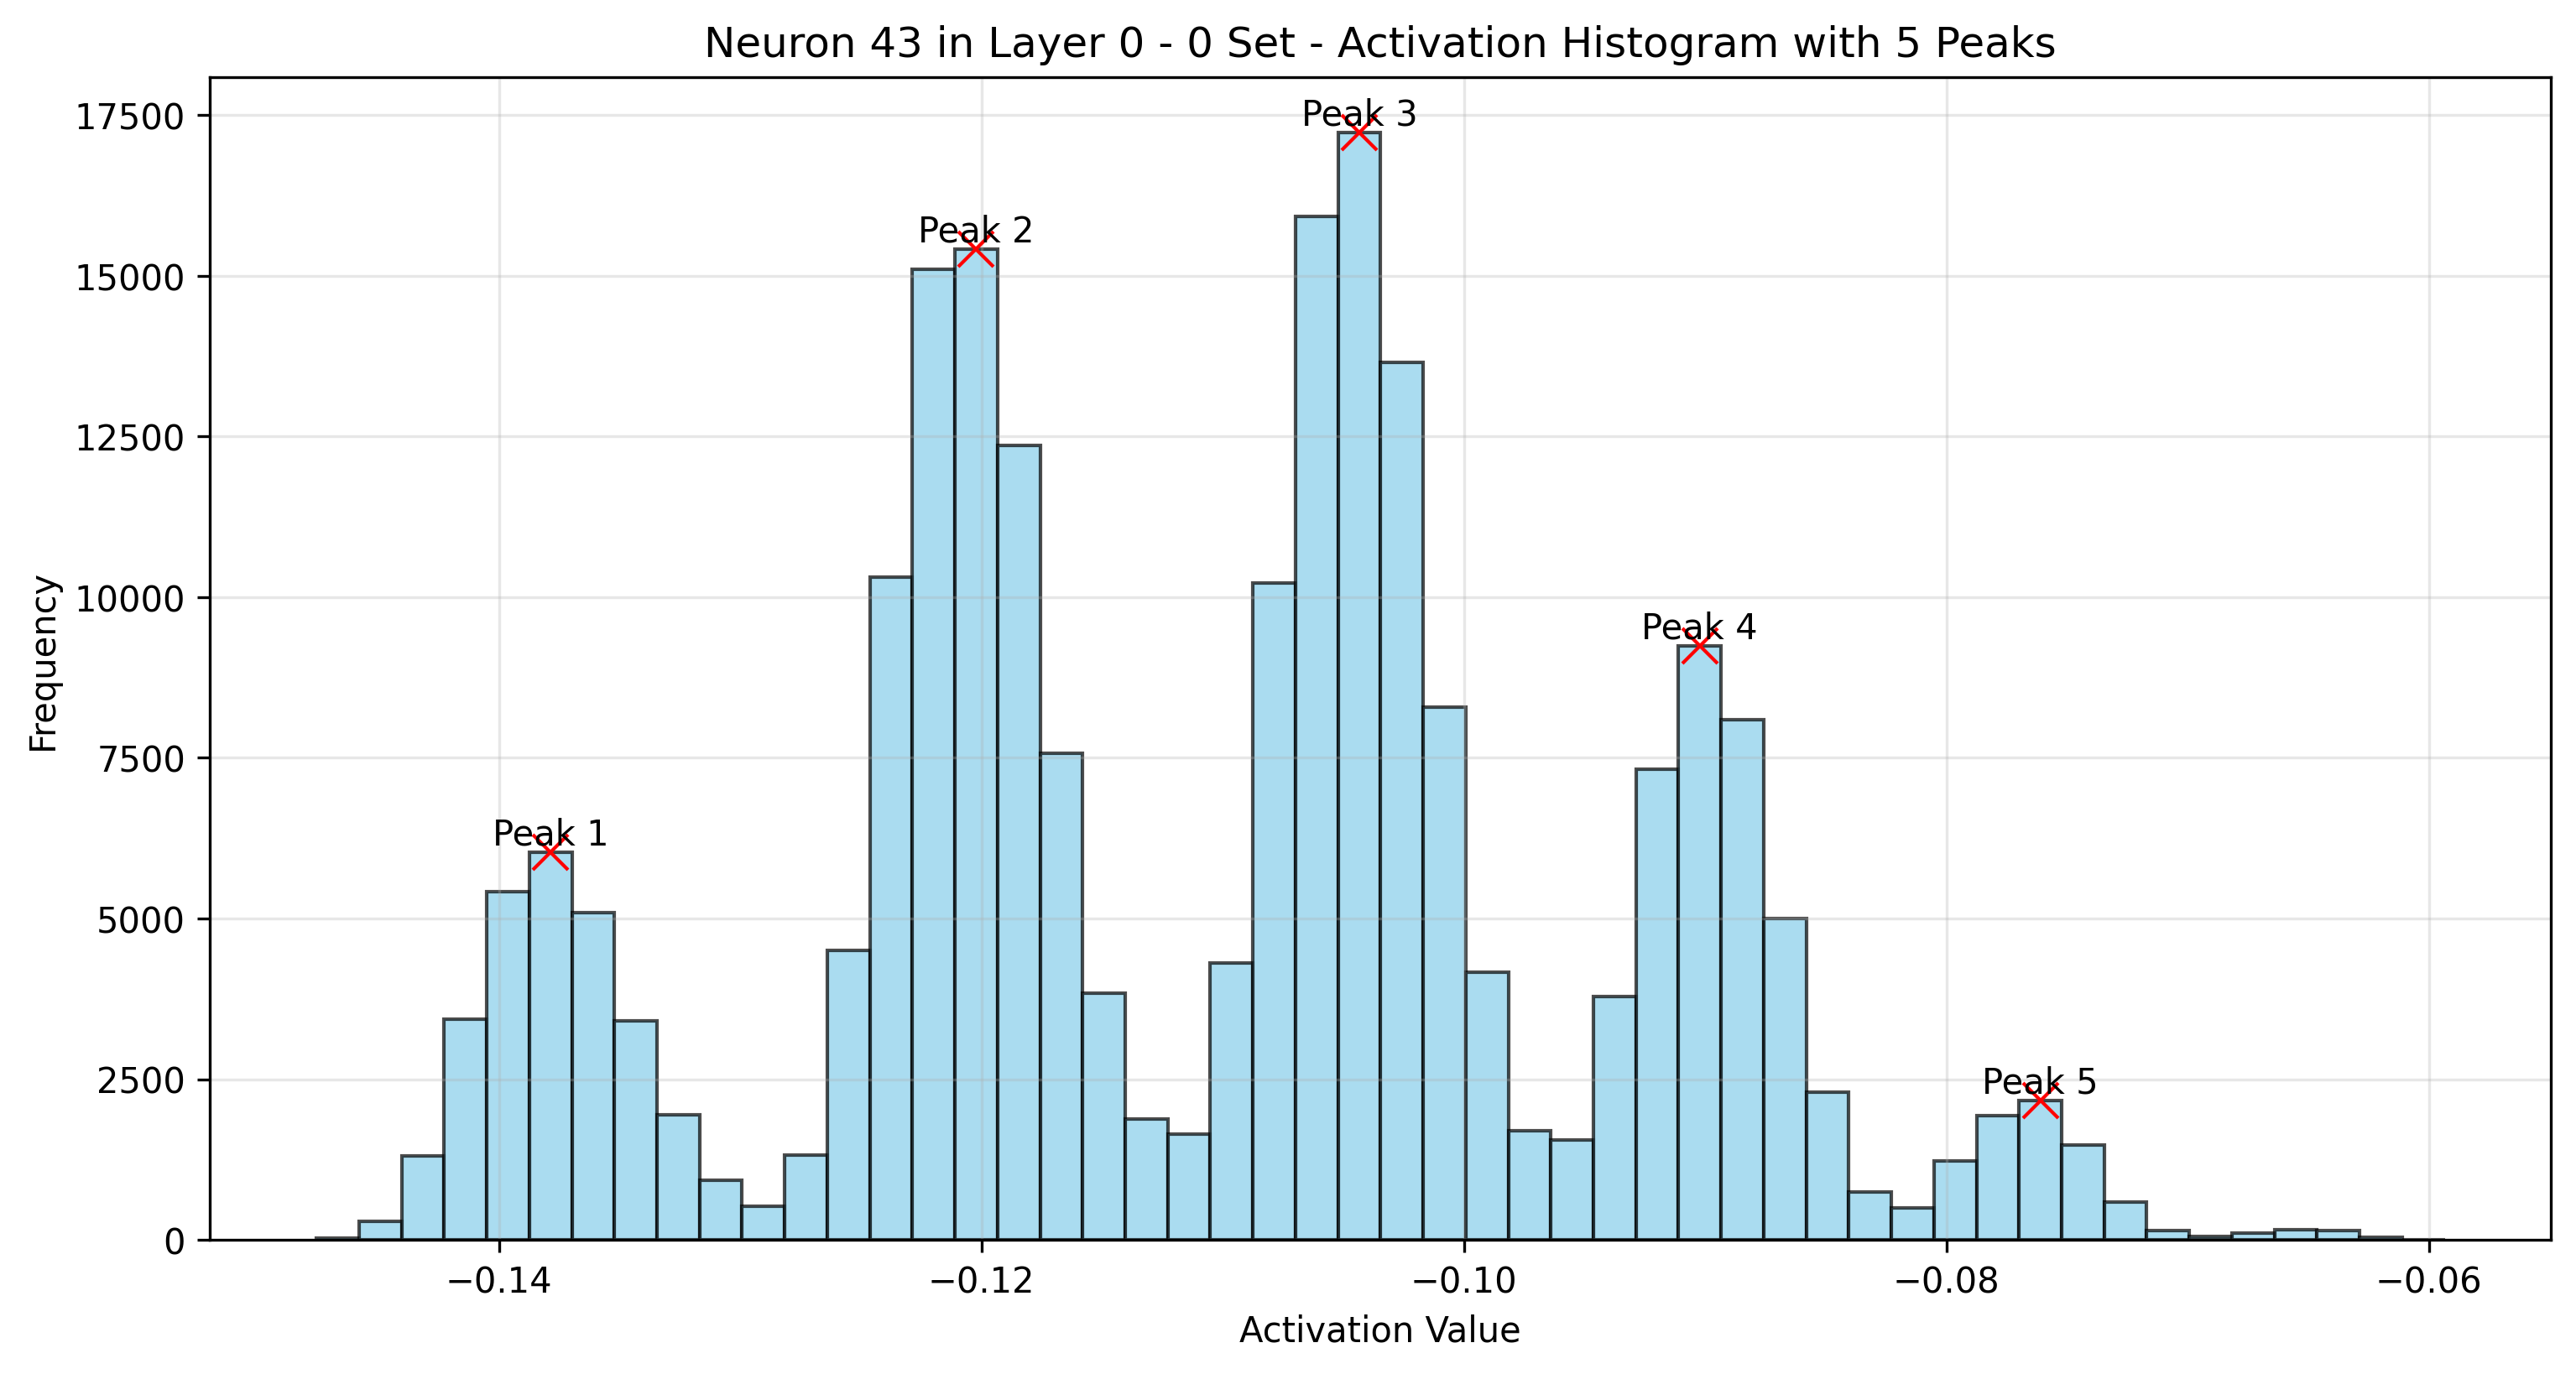 Neuron 43 in Layer 0 - 0 Set - Activation Histogram with 5 Peaks
17500
15000
12500
10000
7500
5000
2500
0
Frequency
Peak 1
Peak 2
Peak 3
Peak 4
Peak 5
−0.14
−0.12
−0.10
−0.08
−0.06
Activation Value